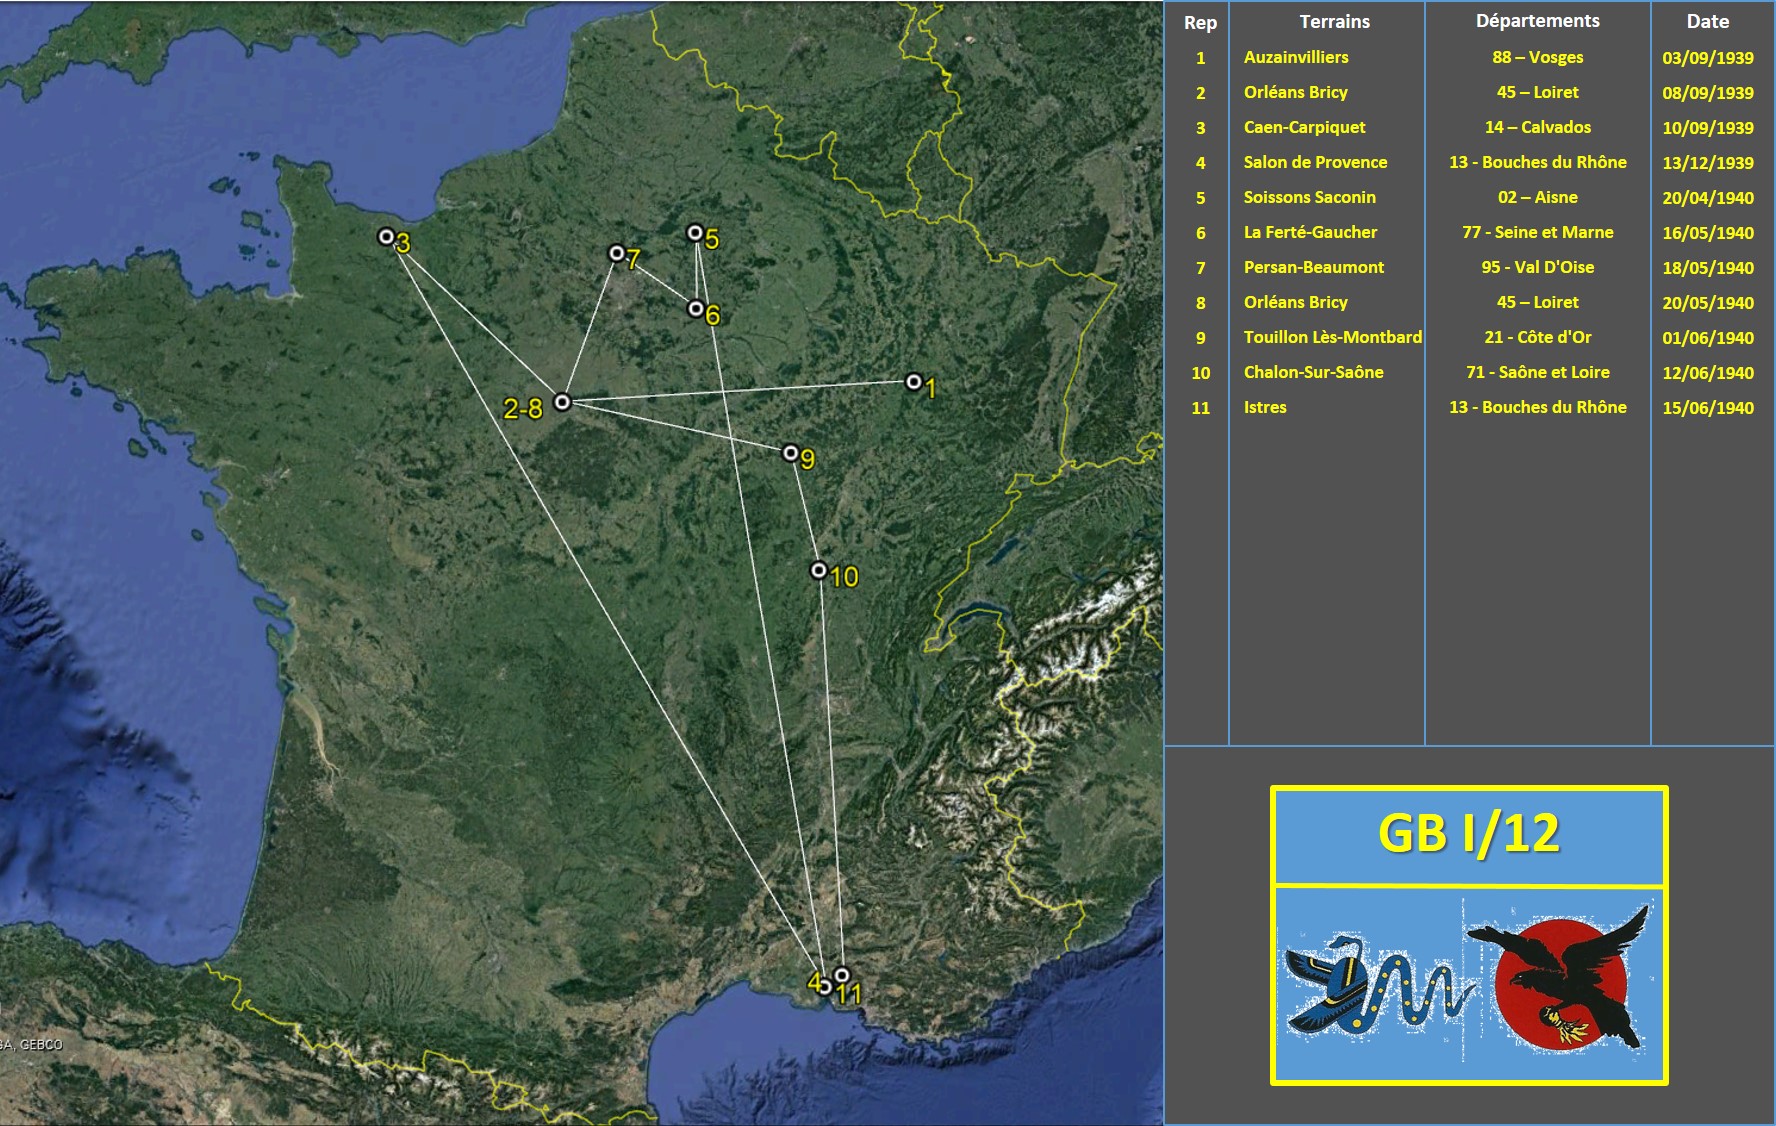 Rep Terrains Départements Date
1 Auzainvilliers 88 – Vosges 03/09/1939
2 Orléans Bricy 45 – Loiret 08/09/1939
3 Caen-Carpiquet 14 – Calvados 10/09/1939
4 Salon de Provence 13 - Bouches du Rhône 13/12/1939
5 Soissons Saconin 02 – Aisne 20/04/1940
6 La Ferté-Gaucher 77 - Seine et Marne 16/05/1940
7 Persan-Beaumont 95 - Val D'Oise 18/05/1940
8 Orléans Bricy 45 – Loiret 20/05/1940
9 Touillon Lès-Montbard 21 - Côte d'Or 01/06/1940
10 Chalon-Sur-Saône 71 - Saône et Loire 12/06/1940
11 Istres 13 - Bouches du Rhône 15/06/1940
3
5
7
6
1
2-8
9
10
4
11
GEBCO
GB I/12